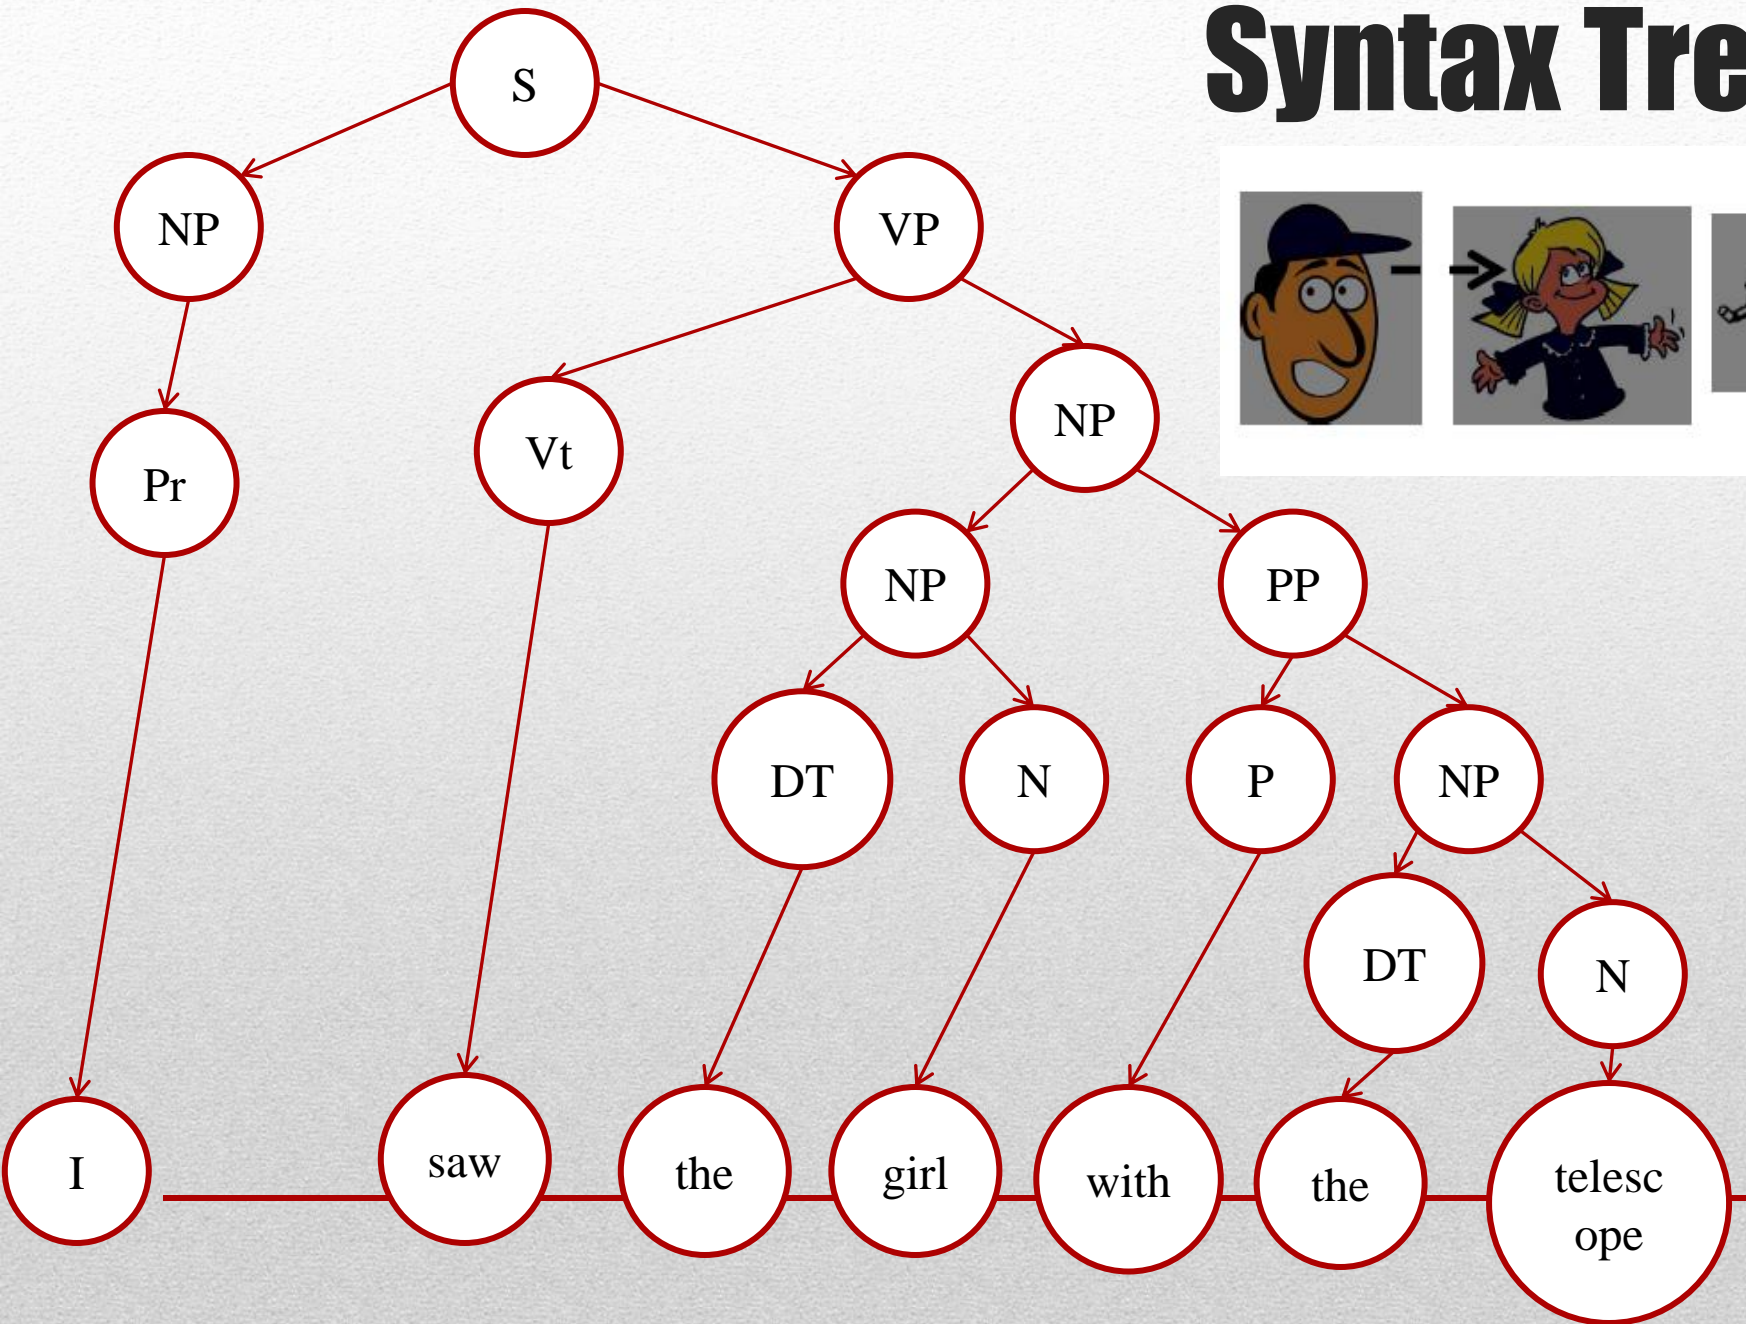 Syntax Tre
S
NP
VP
Pr
Vt
NP
NP
PP
DT
N
P
NP
DT
N
I
saw
the
girl
with
the
telesc
ope